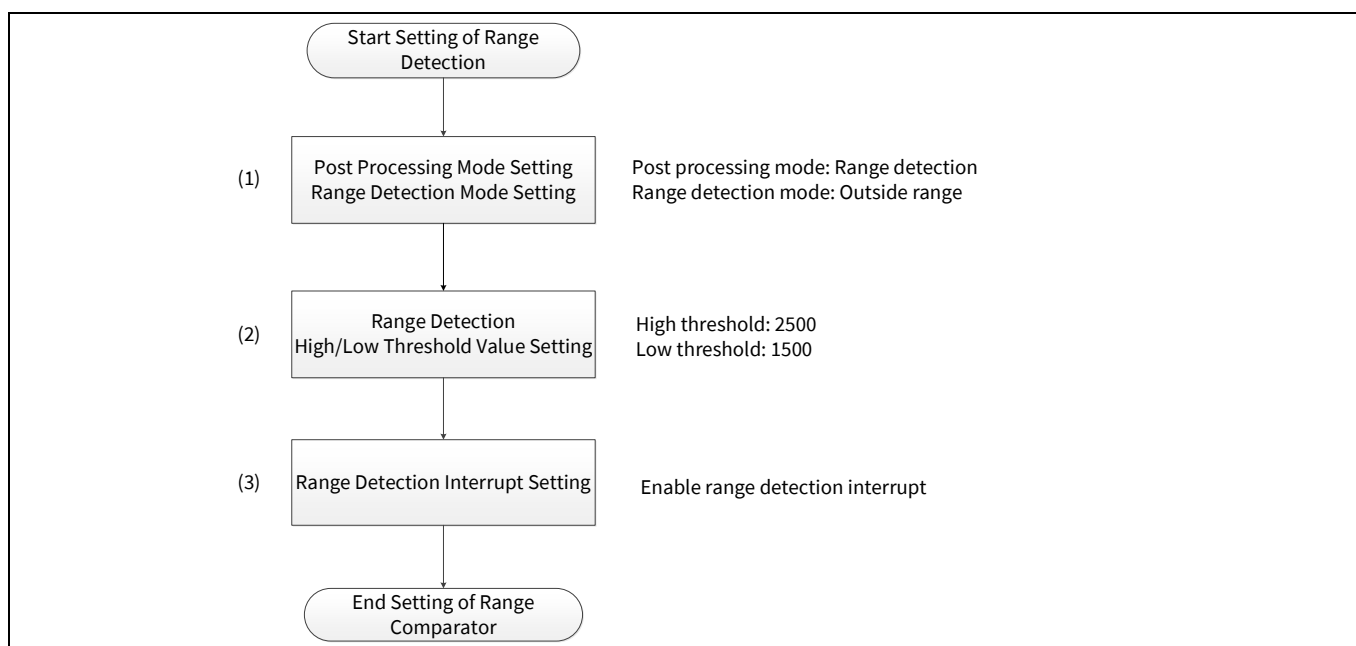 Start Setting of Range
Detection
(1)
Post Processing Mode Setting
Range Detection Mode Setting
Post processing mode: Range detection
Range detection mode: Outside range
(2)
Range Detection
High/Low Threshold Value Setting
High threshold: 2500
Low threshold: 1500
(3)
Range Detection Interrupt Setting
Enable range detection interrupt
End Setting of Range
Comparator